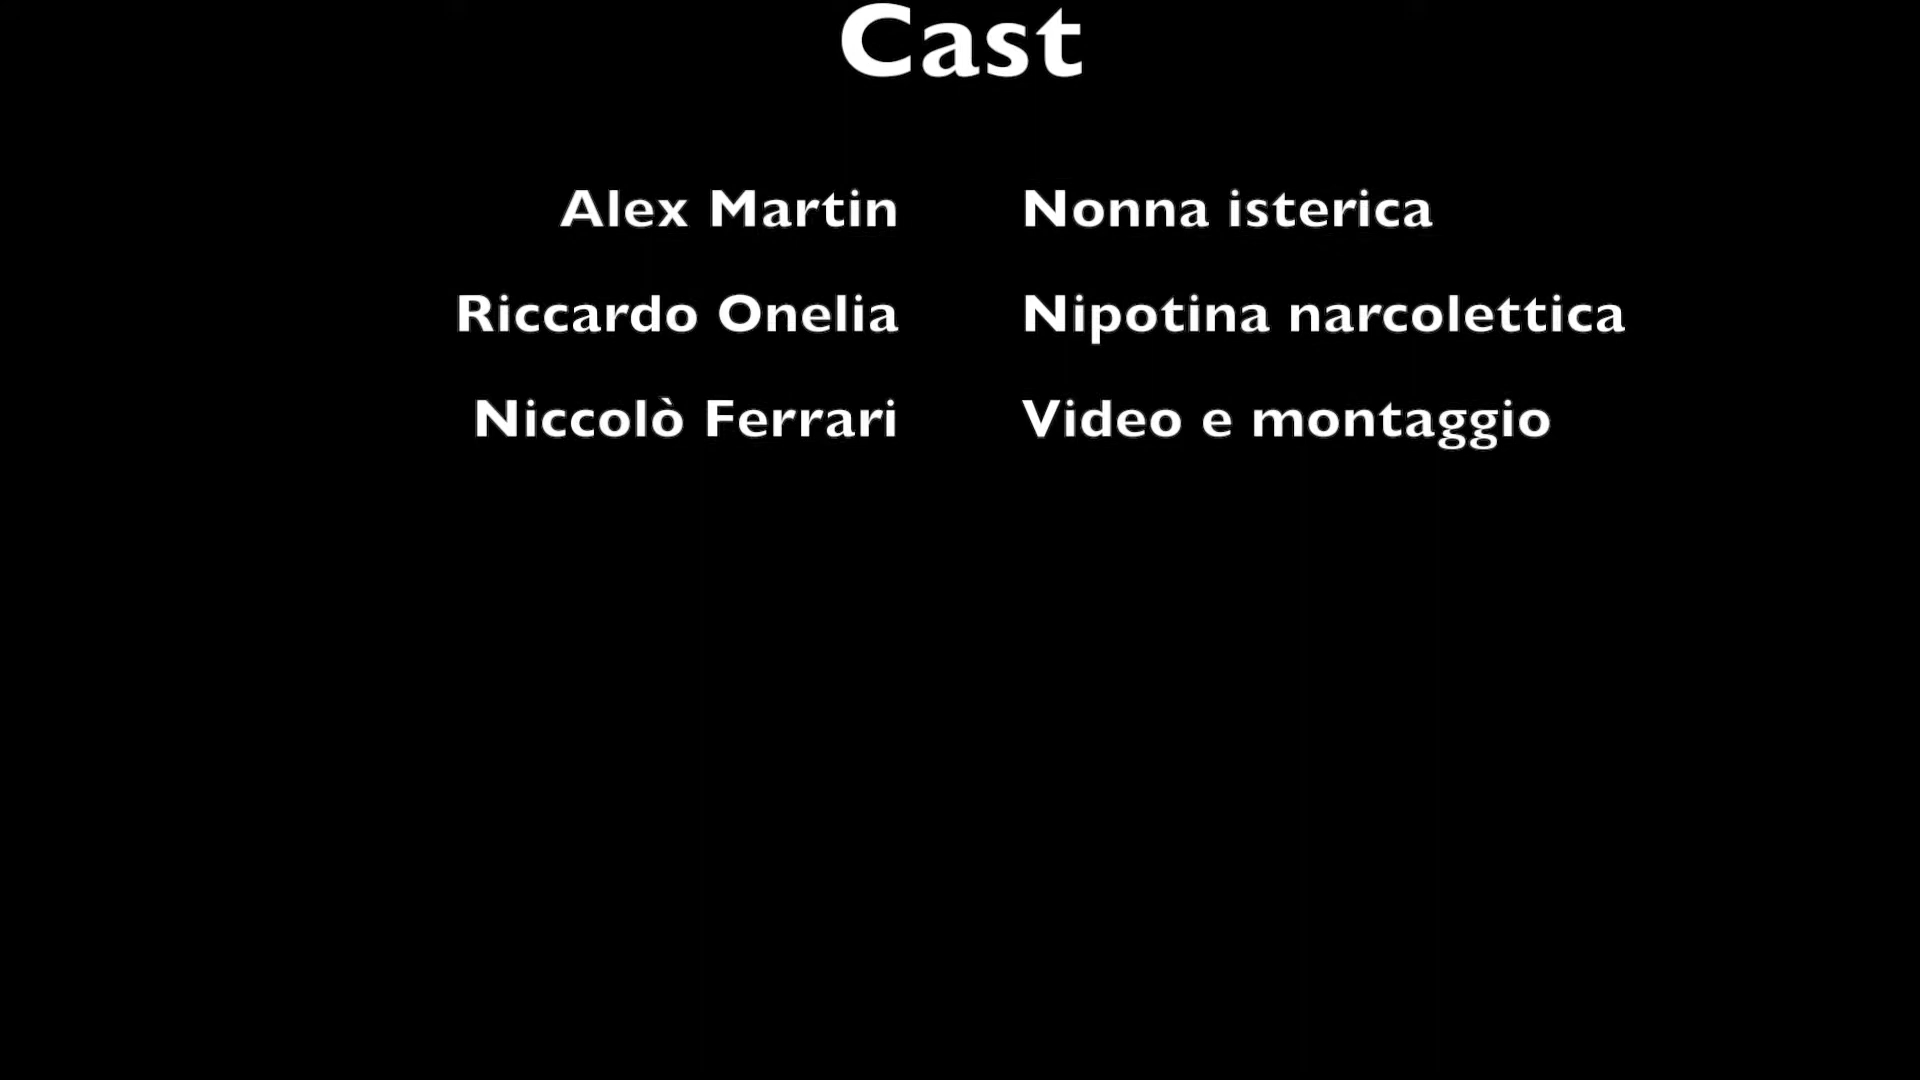 Cast
Alex Martin Nonna isterica
Riccardo Onelia Nipotina narcolettica
Niccolò Ferrari Video e montaggio